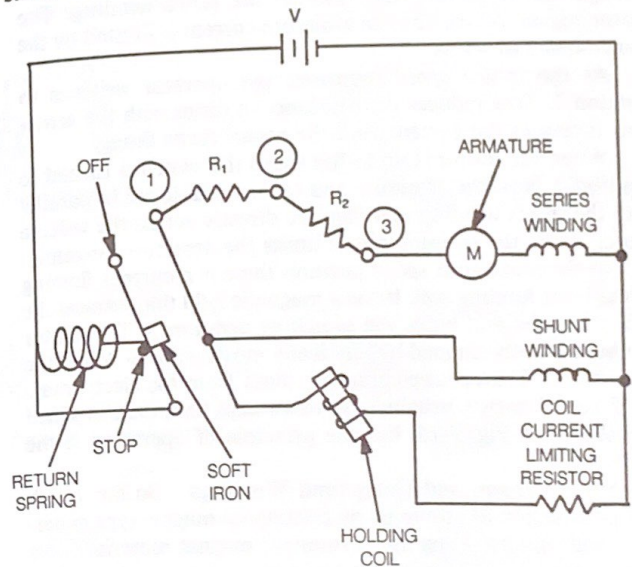 V
ARMATURE
OFF
1
R1
2
R2
3
M
SERIES
WINDING
SHUNT
WINDING
COIL
CURRENT
LIMITING
RESISTOR
STOP
SOFT
IRON
RETURN
SPRING
HOLDING
COIL